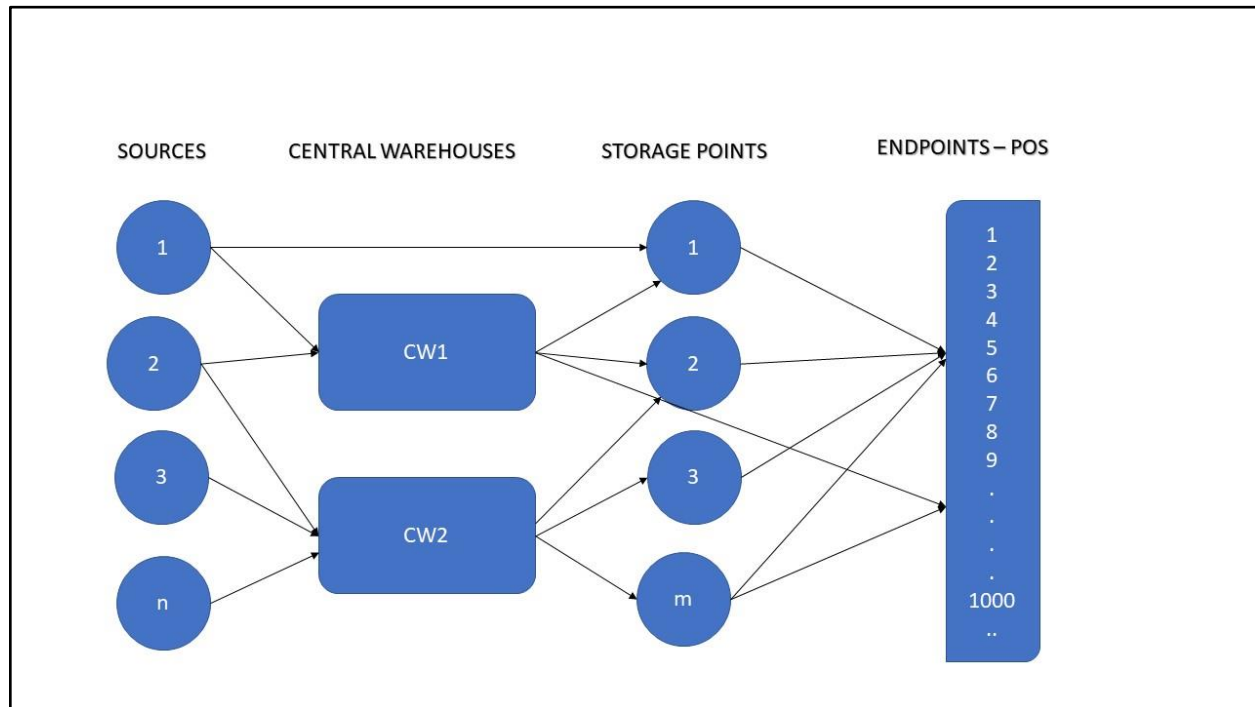 SOURCES
CENTRAL WAREHOUSES
STORAGE POINTS
ENDPOINTS – POS
1
2
3
n
CW1
CW2
1
2
3
m
1
2
3
4
5
6
7
8
9
.
.
.
.
1000
..